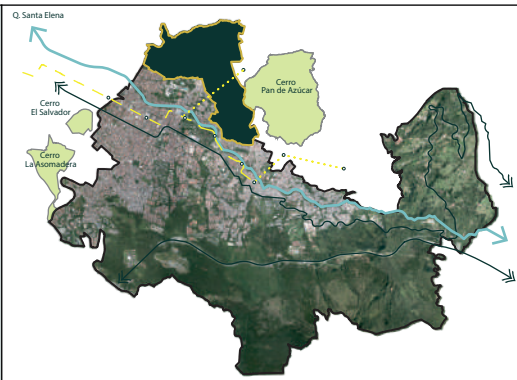 Q. Santa Elena
Cerro
Pan de Azúcar
Cerro
El Salvador
Cerro
La Asomadera